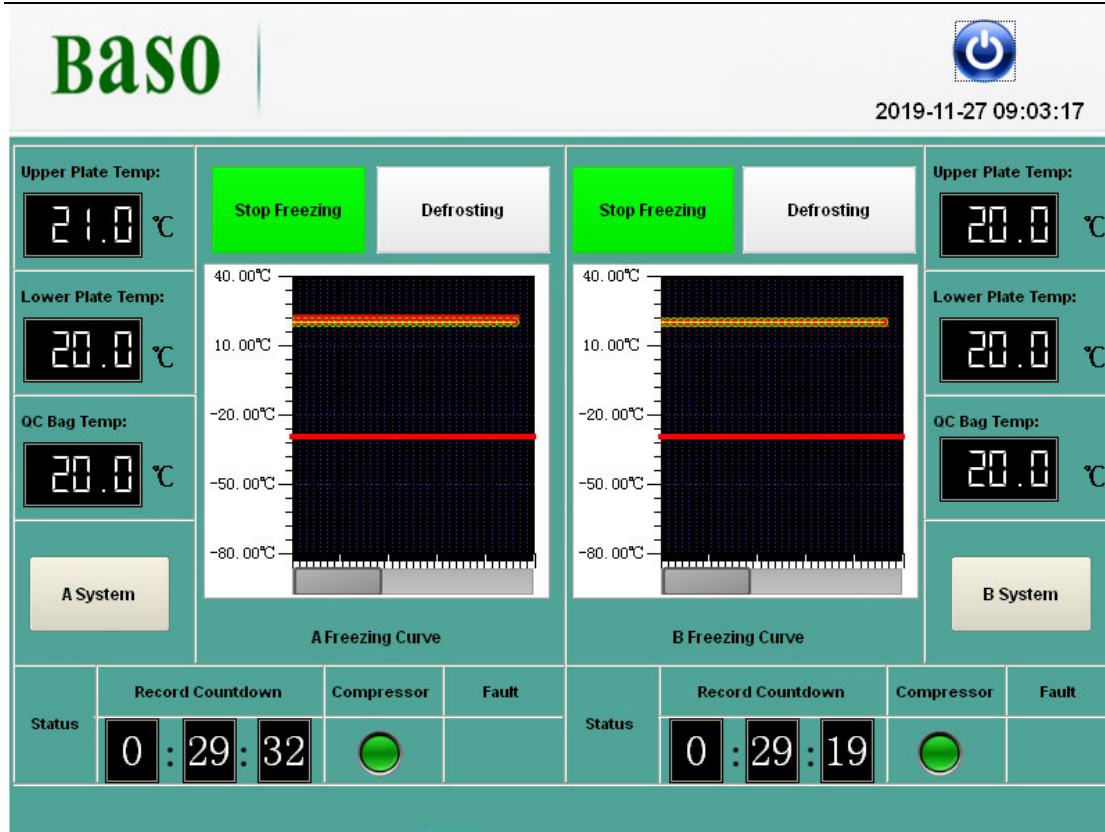 Baso
2019-11-27 09:03:17
Upper Plate Temp:
21.0 ℃
Lower Plate Temp:
20.0 ℃
QC Bag Temp:
20.0 ℃
A System
Stop Freezing
Defrosting
40.00℃
10.00℃
-20.00℃
-50.00℃
-80.00℃
A Freezing Curve
Stop Freezing
Defrosting
40.00℃
10.00℃
-20.00℃
-50.00℃
-80.00℃
B Freezing Curve
Upper Plate Temp:
20.0 ℃
Lower Plate Temp:
20.0 ℃
QC Bag Temp:
20.0 ℃
B System
Status
Record Countdown
Compressor
Fault
0 : 29 : 32
Status
Record Countdown
Compressor
Fault
0 : 29 : 19